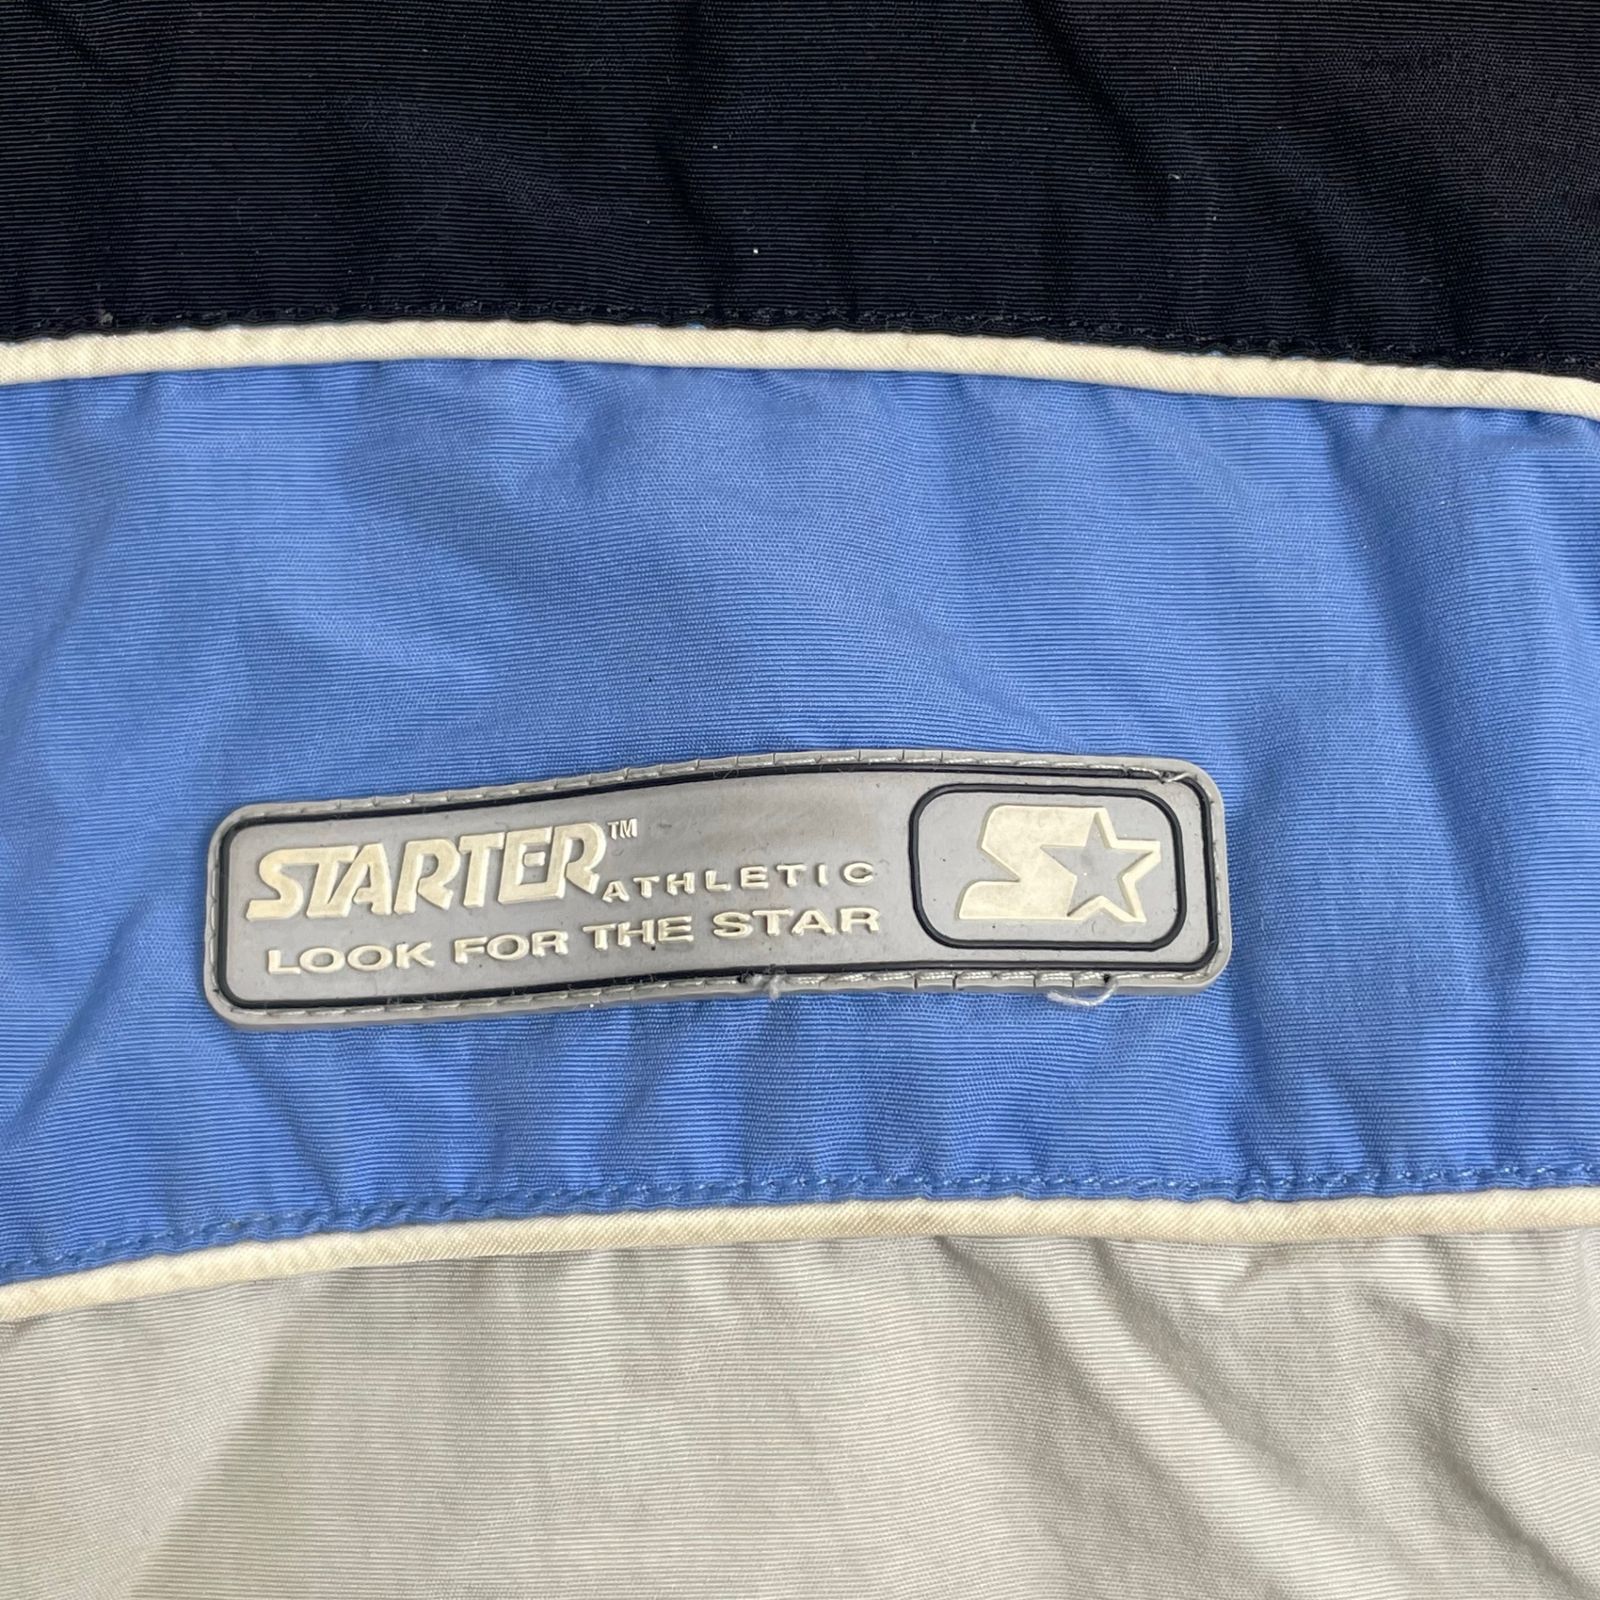 STARTER™ ATHLETIC
LOOK FOR THE STAR